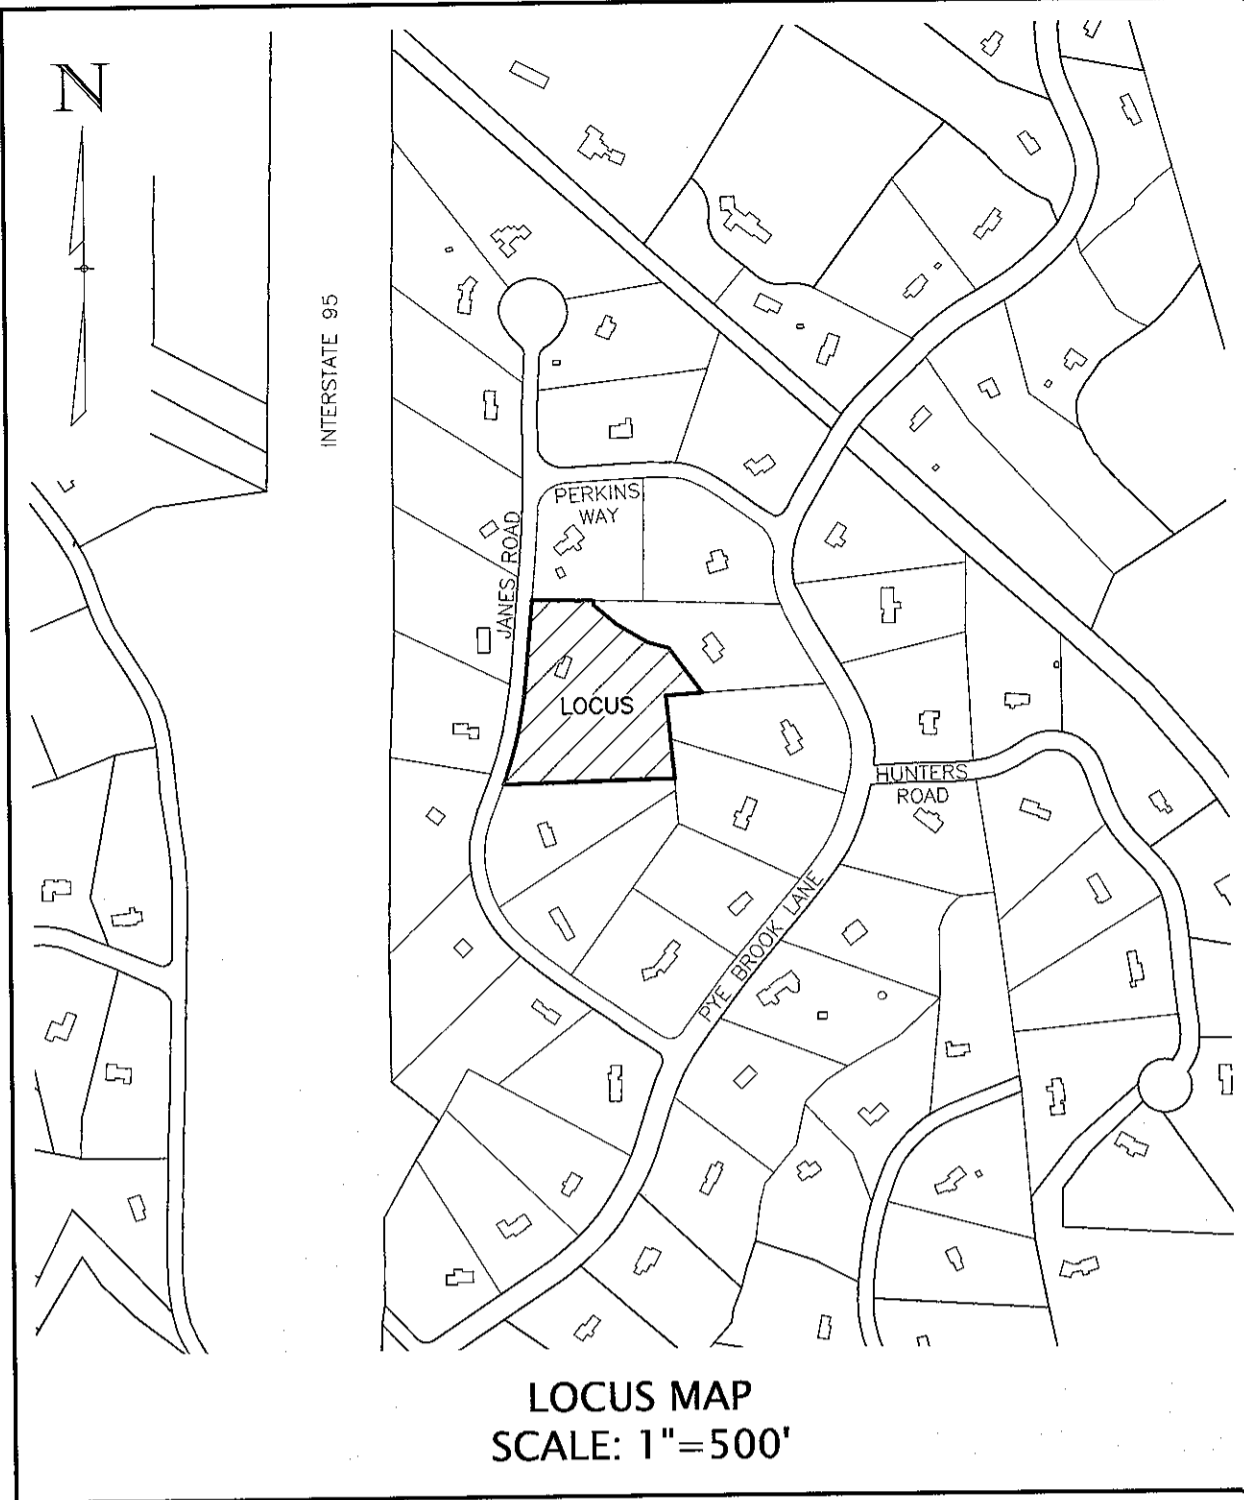 N
INTERSTATE 95
PERKINS
WAY
JANES ROAD
LOCUS
HUNTERS
ROAD
PYE BROOK LANE
LOCUS MAP
SCALE: 1"=500'